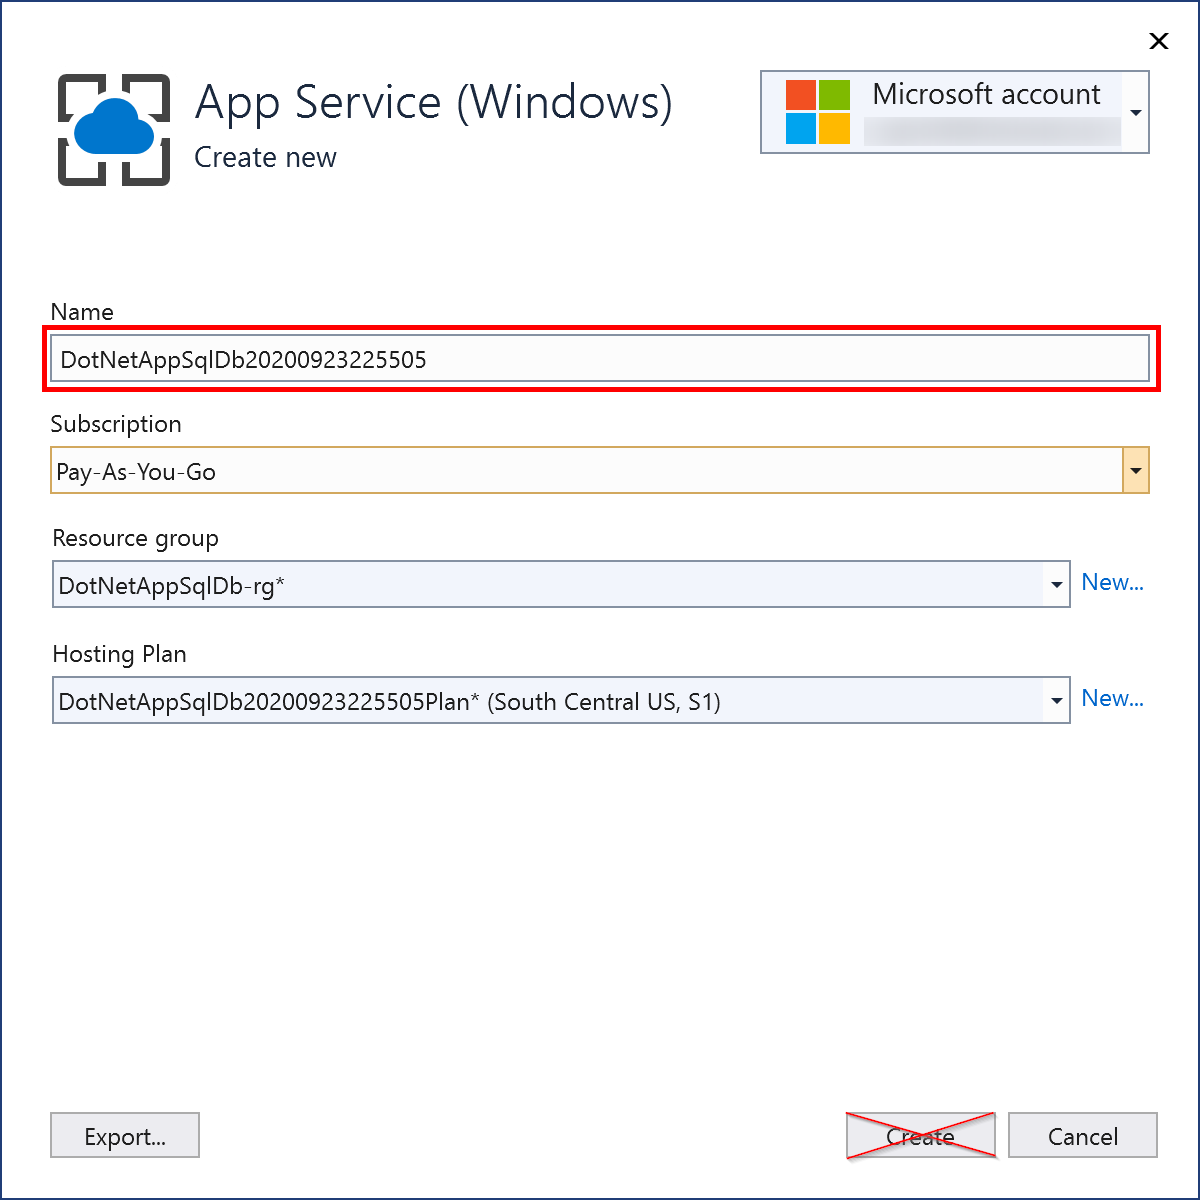 App Service (Windows)
Create new
Microsoft account
Name
DotNetAppSqlDb20200923225505
Subscription
Pay-As-You-Go
Resource group
DotNetAppSqlDb-rg*
New...
Hosting Plan
DotNetAppSqlDb20200923225505Plan* (South Central US, S1)
New...
Export...
Create
Cancel